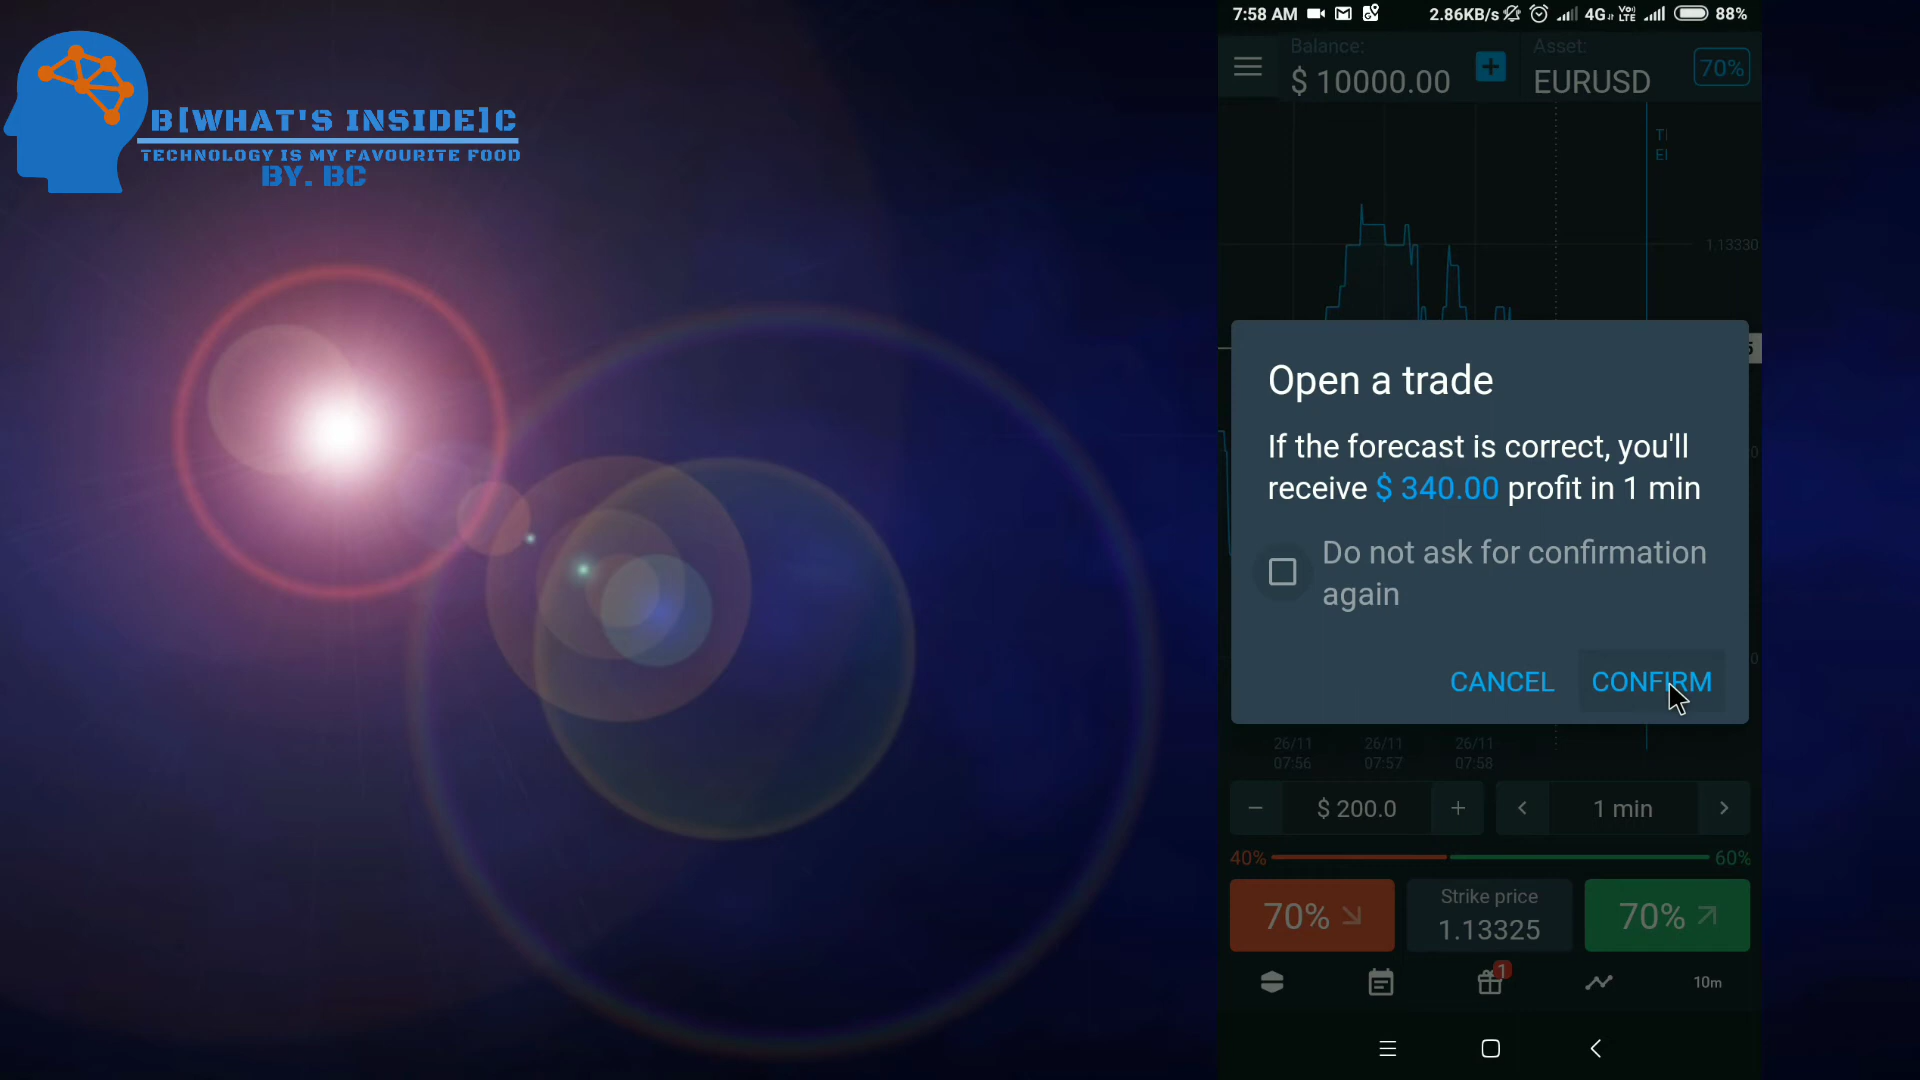 B[WHAT'S INSIDE]C
TECHNOLOGY IS MY FAVOURITE FOOD
BY. BC
7:58 AM 2.86KB/s 4G VoLTE 88%
Balance:
$ 10000.00
Asset:
EURUSD
70%
1.13330
Open a trade
If the forecast is correct, you'll
receive $ 340.00 profit in 1 min
Do not ask for confirmation
again
CANCEL CONFIRM
26/11 26/11 26/11
07:56 07:57 07:58
− $ 200.0 + < 1 min >
40% 60%
70%
Strike price
1.13325
70%
1
10m